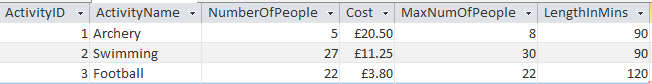 ActivityID ActivityName NumberOfPeople Cost MaxNumOfPeople LengthInMins
1 Archery 5 £20.50 8 90
2 Swimming 27 £11.25 30 90
3 Football 22 £3.80 22 120